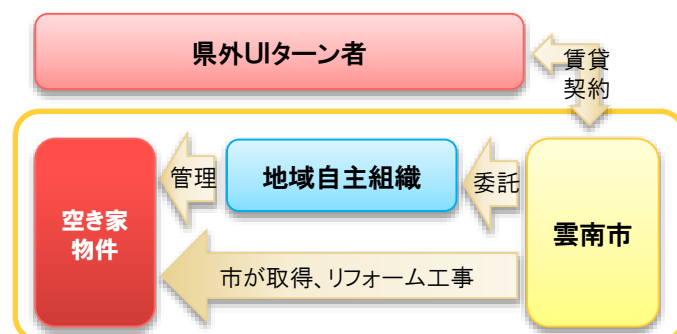 県外UIターン者
賃貸
契約
空き家
物件
管理
地域自主組織
委託
雲南市
市が取得、リフォーム工事